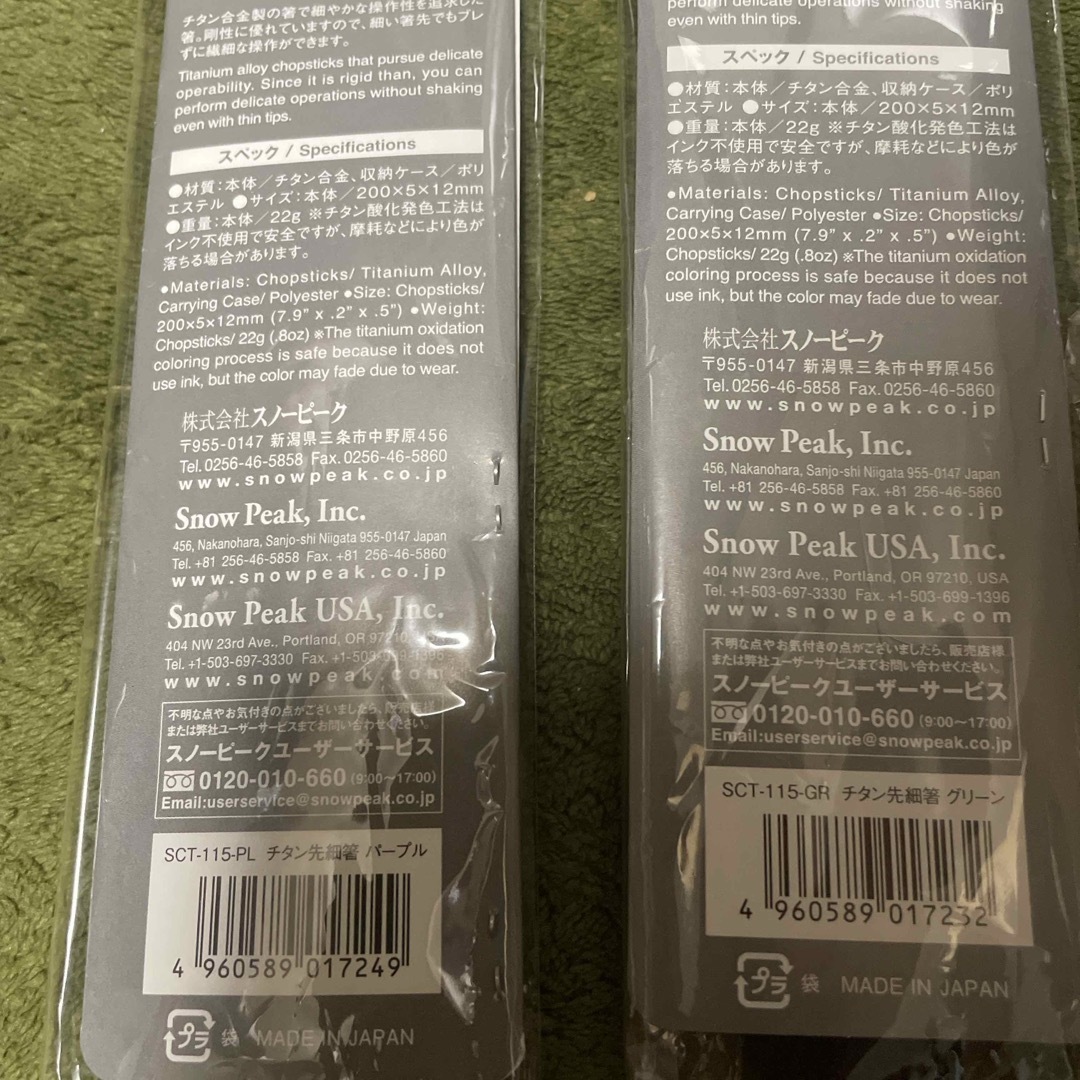 チタン合金製の箸で細やかな操作性を追求した
箸。剛性に優れていますので、細い箸先でもブレ
ずに繊細な操作ができます。
Titanium alloy chopsticks that pursue delicate
operability. Since it is rigid than, you can
perform delicate operations without shaking
even with thin tips.
スペック / Specifications
●材質：本体／チタン合金、収納ケース／ポリ
エステル ●サイズ：本体／200×5×12mm
●重量：本体／22g ※チタン酸化発色工法は
インク不使用で安全ですが、摩耗などにより色が
落ちる場合があります。
●Materials: Chopsticks/ Titanium Alloy,
Carrying Case/ Polyester ●Size: Chopsticks/
200×5×12mm (7.9” x .2” x .5”) ●Weight:
Chopsticks/ 22g (.8oz) ※The titanium oxidation
coloring process is safe because it does not
use ink, but the color may fade due to wear.
株式会社スノーピーク
〒955-0147 新潟県三条市中野原456
Tel.0256-46-5858 Fax.0256-46-5860
www.snowpeak.co.jp
Snow Peak, Inc.
456, Nakanohara, Sanjo-shi Niigata 955-0147 Japan
Tel. +81 256-46-5858 Fax. +81 256-46-5860
www.snowpeak.co.jp
Snow Peak USA, Inc.
404 NW 23rd Ave., Portland, OR 97210, USA
Tel. +1-503-697-3330 Fax. +1-503-699-1396
www.snowpeak.com
不明な点やお気付きの点がございましたら、販売店様
または弊社ユーザーサービスまでお問い合わせください。
スノーピークユーザーサービス
0120-010-660 (9:00〜17:00)
Email:userservice@snowpeak.co.jp
SCT-115-PL チタン先細箸 パープル
4 960589 017249
プラ 袋 MADE IN JAPAN
perform delicate operations without shaking
even with thin tips.
スペック / Specifications
●材質：本体／チタン合金、収納ケース／ポリ
エステル ●サイズ：本体／200×5×12mm
●重量：本体／22g ※チタン酸化発色工法は
インク不使用で安全ですが、摩耗などにより色が
落ちる場合があります。
●Materials: Chopsticks/ Titanium Alloy,
Carrying Case/ Polyester ●Size: Chopsticks/
200×5×12mm (7.9” x .2” x .5”) ●Weight:
Chopsticks/ 22g (.8oz) ※The titanium oxidation
coloring process is safe because it does not
use ink, but the color may fade due to wear.
株式会社スノーピーク
〒955-0147 新潟県三条市中野原456
Tel.0256-46-5858 Fax.0256-46-5860
www.snowpeak.co.jp
Snow Peak, Inc.
456, Nakanohara, Sanjo-shi Niigata 955-0147 Japan
Tel. +81 256-46-5858 Fax. +81 256-46-5860
www.snowpeak.co.jp
Snow Peak USA, Inc.
404 NW 23rd Ave., Portland, OR 97210, USA
Tel. +1-503-697-3330 Fax. +1-503-699-1396
www.snowpeak.com
不明な点やお気付きの点がございましたら、販売店様
または弊社ユーザーサービスまでお問い合わせください。
スノーピークユーザーサービス
0120-010-660 (9:00〜17:00)
Email:userservice@snowpeak.co.jp
SCT-115-GR チタン先細箸 グリーン
4 960589 017232
プラ 袋 MADE IN JAPAN